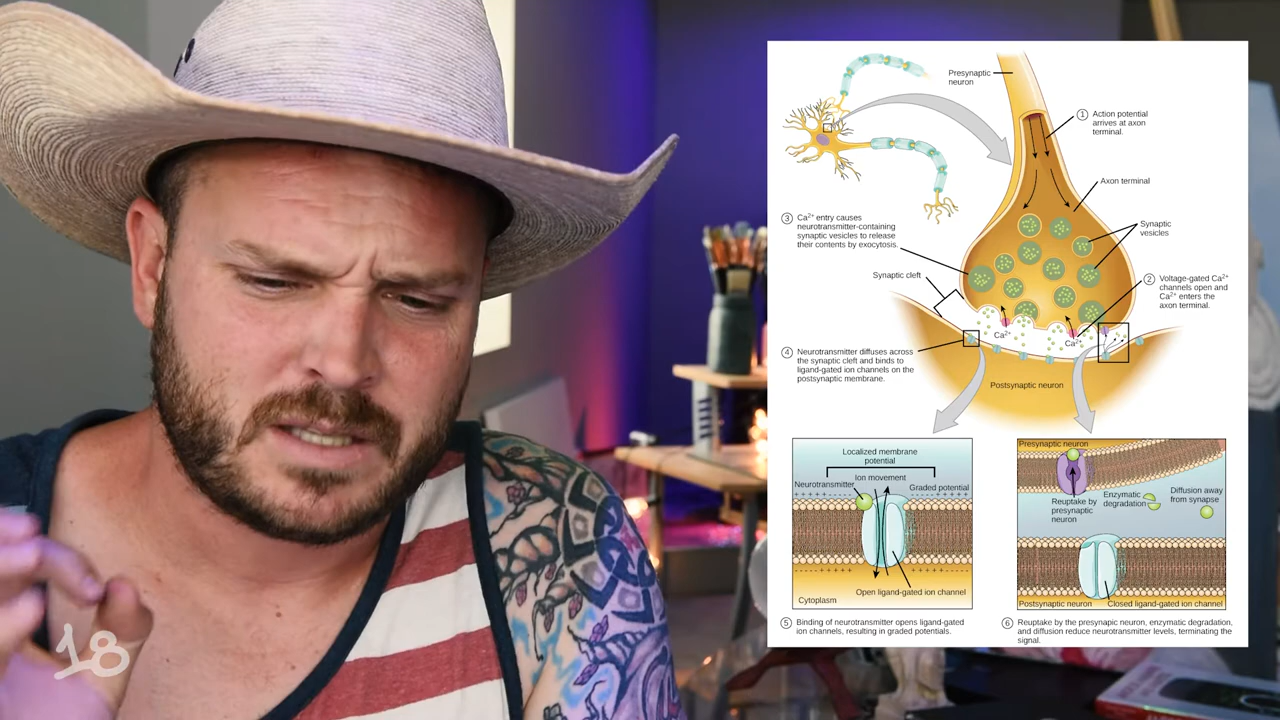 Presynaptic
neuron
1 Action potential
arrives at axon
terminal.
Axon terminal
3 Ca2+ entry causes
neurotransmitter-containing
synaptic vesicles to release
their contents by exocytosis.
Synaptic
vesicles
Synaptic cleft
2 Voltage-gated Ca2+
channels open and
Ca2+ enters the
axon terminal.
Ca2+
Ca2+
4 Neurotransmitter diffuses across
the synaptic cleft and binds to
ligand-gated ion channels on the
postsynaptic membrane.
Postsynaptic neuron
Localized membrane
potential
Ion movement
Neurotransmitter
Graded potential
++++
++++
Open ligand-gated ion channel
Cytoplasm
5 Binding of neurotransmitter opens ligand-gated
ion channels, resulting in graded potentials.
Presynaptic neuron
Reuptake by
presynaptic
neuron
Enzymatic
degradation
Diffusion away
from synapse
Postsynaptic neuron
Closed ligand-gated ion channel
6 Reuptake by the presynapic neuron, enzymatic degradation,
and diffusion reduce neurotransmitter levels, terminating the
signal.
18